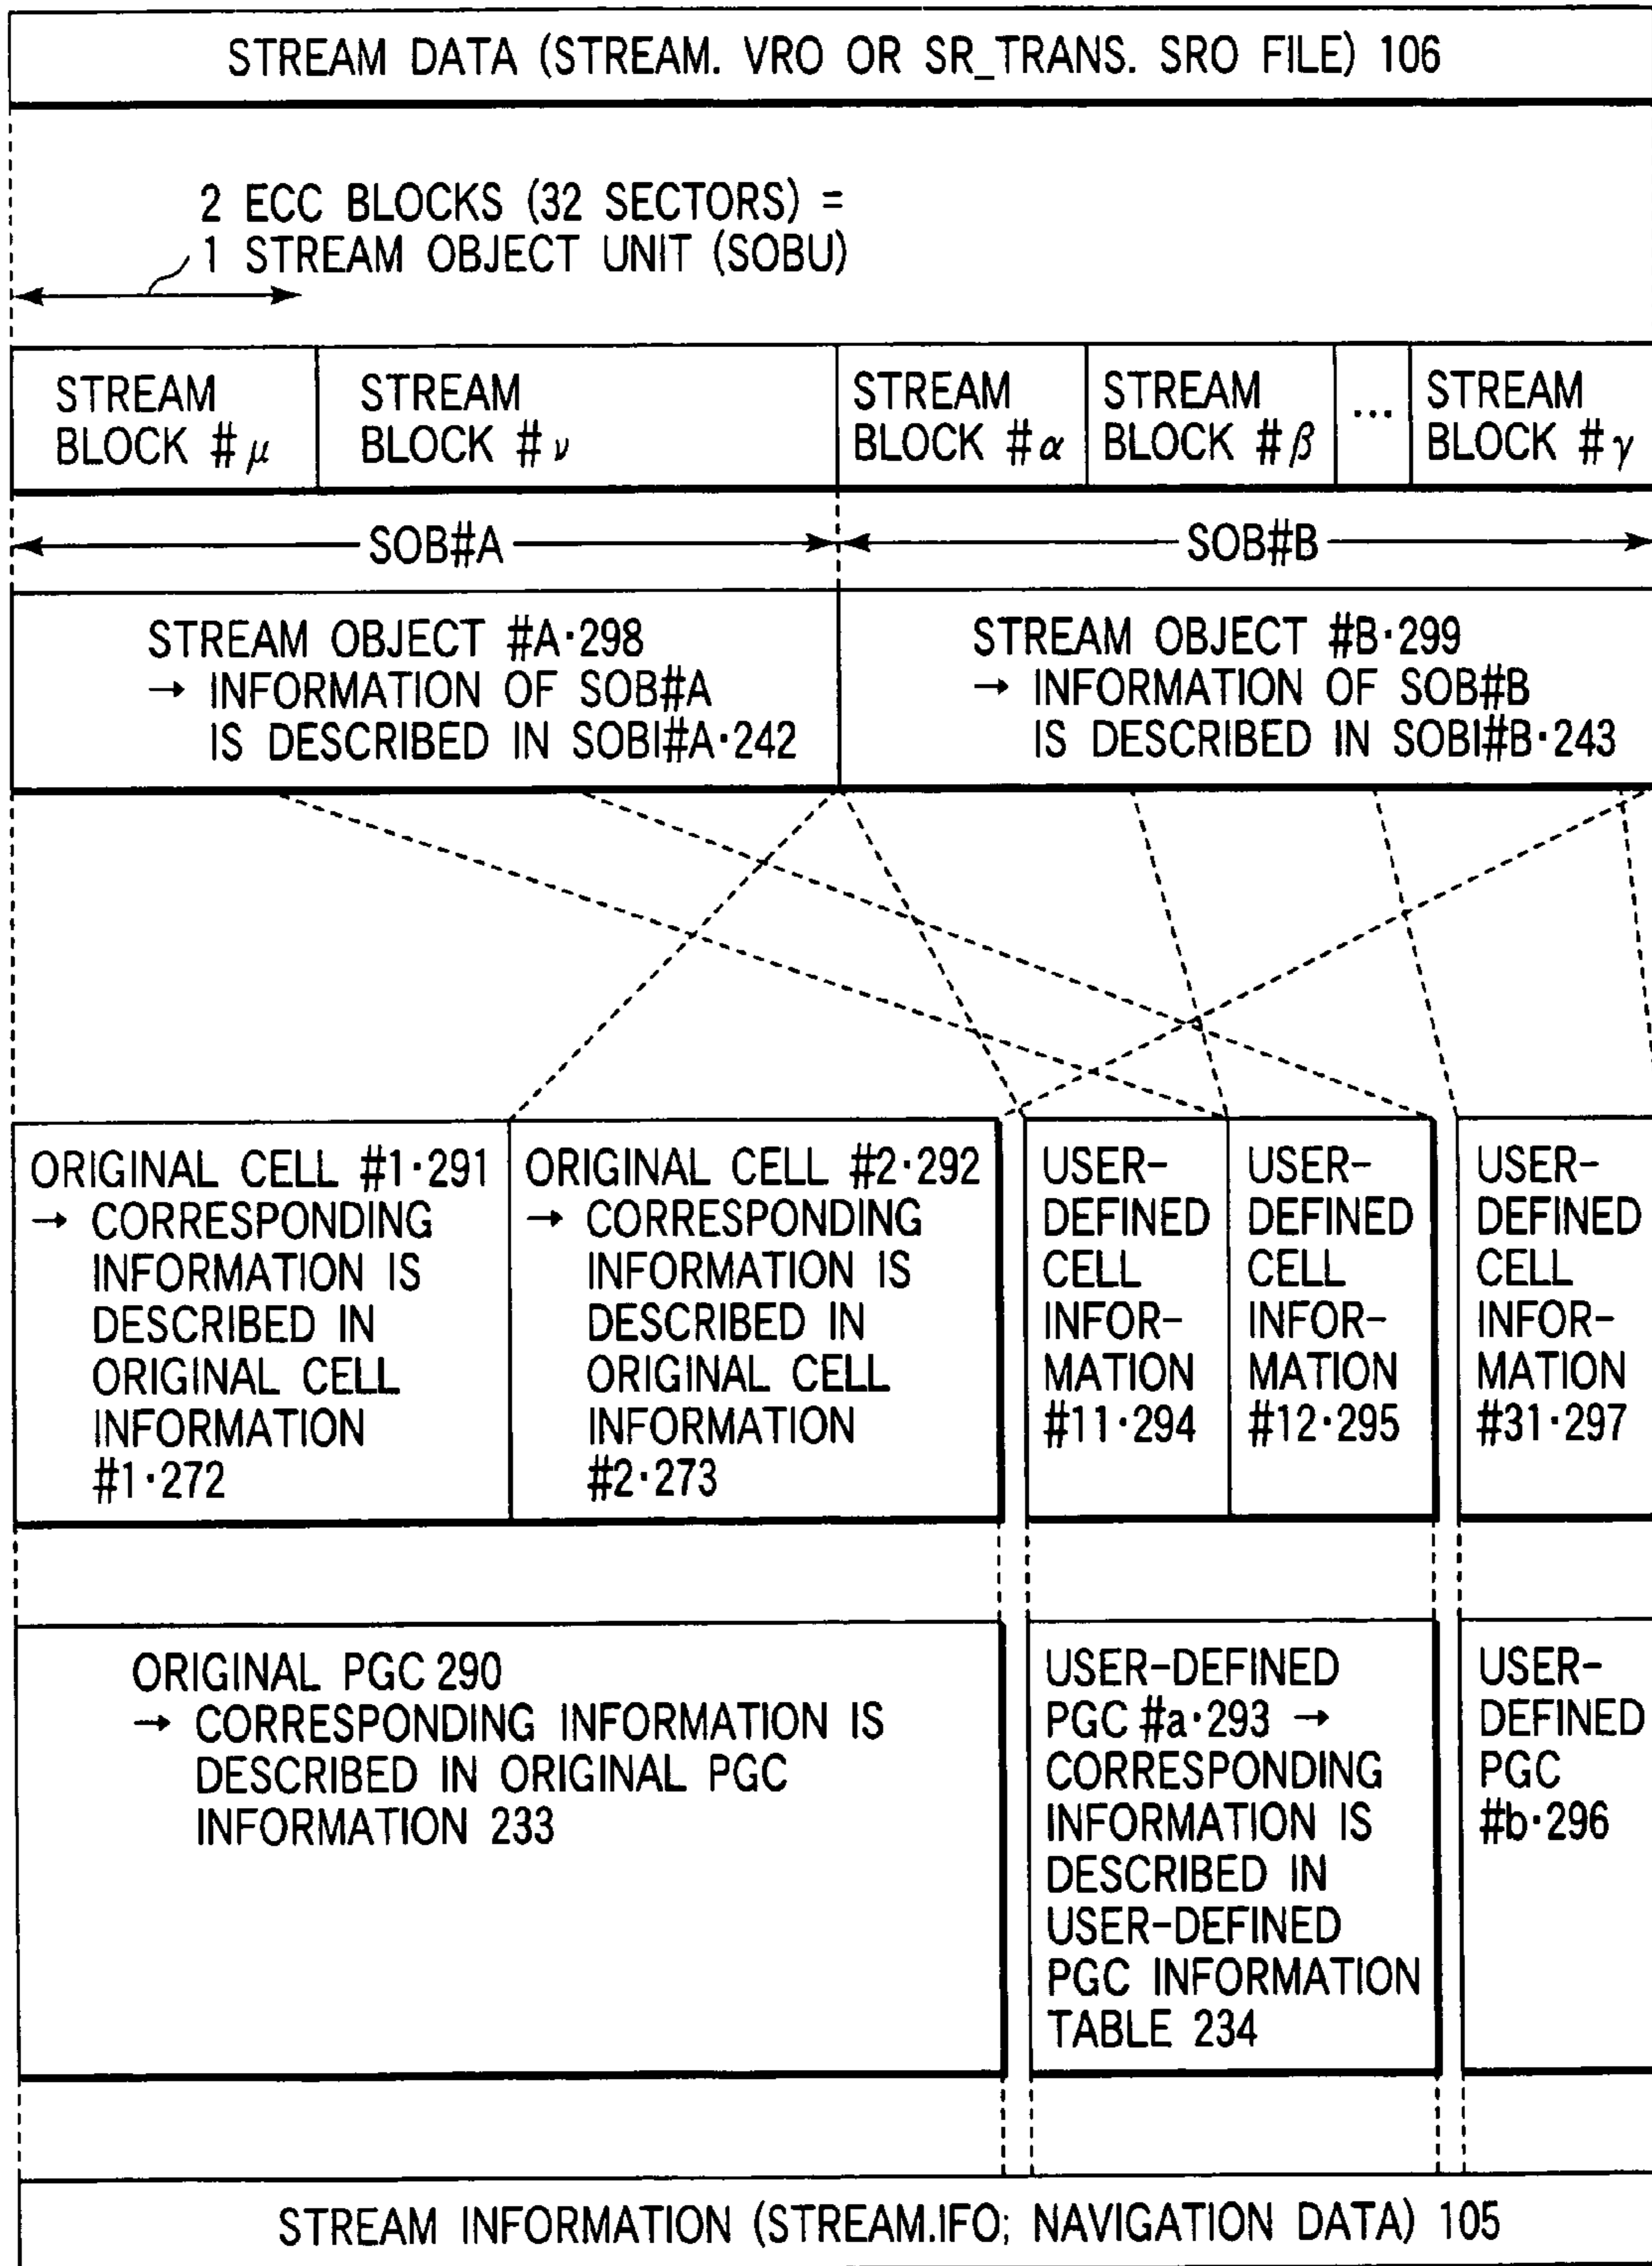 STREAM DATA (STREAM. VRO OR SR_TRANS. SRO FILE) 106
2 ECC BLOCKS (32 SECTORS) =
1 STREAM OBJECT UNIT (SOBU)
STREAM
BLOCK #μ
STREAM
BLOCK #ν
STREAM
BLOCK #α
STREAM
BLOCK #β
...
STREAM
BLOCK #γ
SOB#A
SOB#B
STREAM OBJECT #A·298
→ INFORMATION OF SOB#A
IS DESCRIBED IN SOBI#A·242
STREAM OBJECT #B·299
→ INFORMATION OF SOB#B
IS DESCRIBED IN SOBI#B·243
ORIGINAL CELL #1·291
→ CORRESPONDING
INFORMATION IS
DESCRIBED IN
ORIGINAL CELL
INFORMATION
#1·272
ORIGINAL CELL #2·292
→ CORRESPONDING
INFORMATION IS
DESCRIBED IN
ORIGINAL CELL
INFORMATION
#2·273
USER-
DEFINED
CELL
INFOR-
MATION
#11·294
USER-
DEFINED
CELL
INFOR-
MATION
#12·295
USER-
DEFINED
CELL
INFOR-
MATION
#31·297
ORIGINAL PGC 290
→ CORRESPONDING INFORMATION IS
DESCRIBED IN ORIGINAL PGC
INFORMATION 233
USER-DEFINED
PGC #a·293 →
CORRESPONDING
INFORMATION IS
DESCRIBED IN
USER-DEFINED
PGC INFORMATION
TABLE 234
USER-
DEFINED
PGC
#b·296
STREAM INFORMATION (STREAM.IFO; NAVIGATION DATA) 105